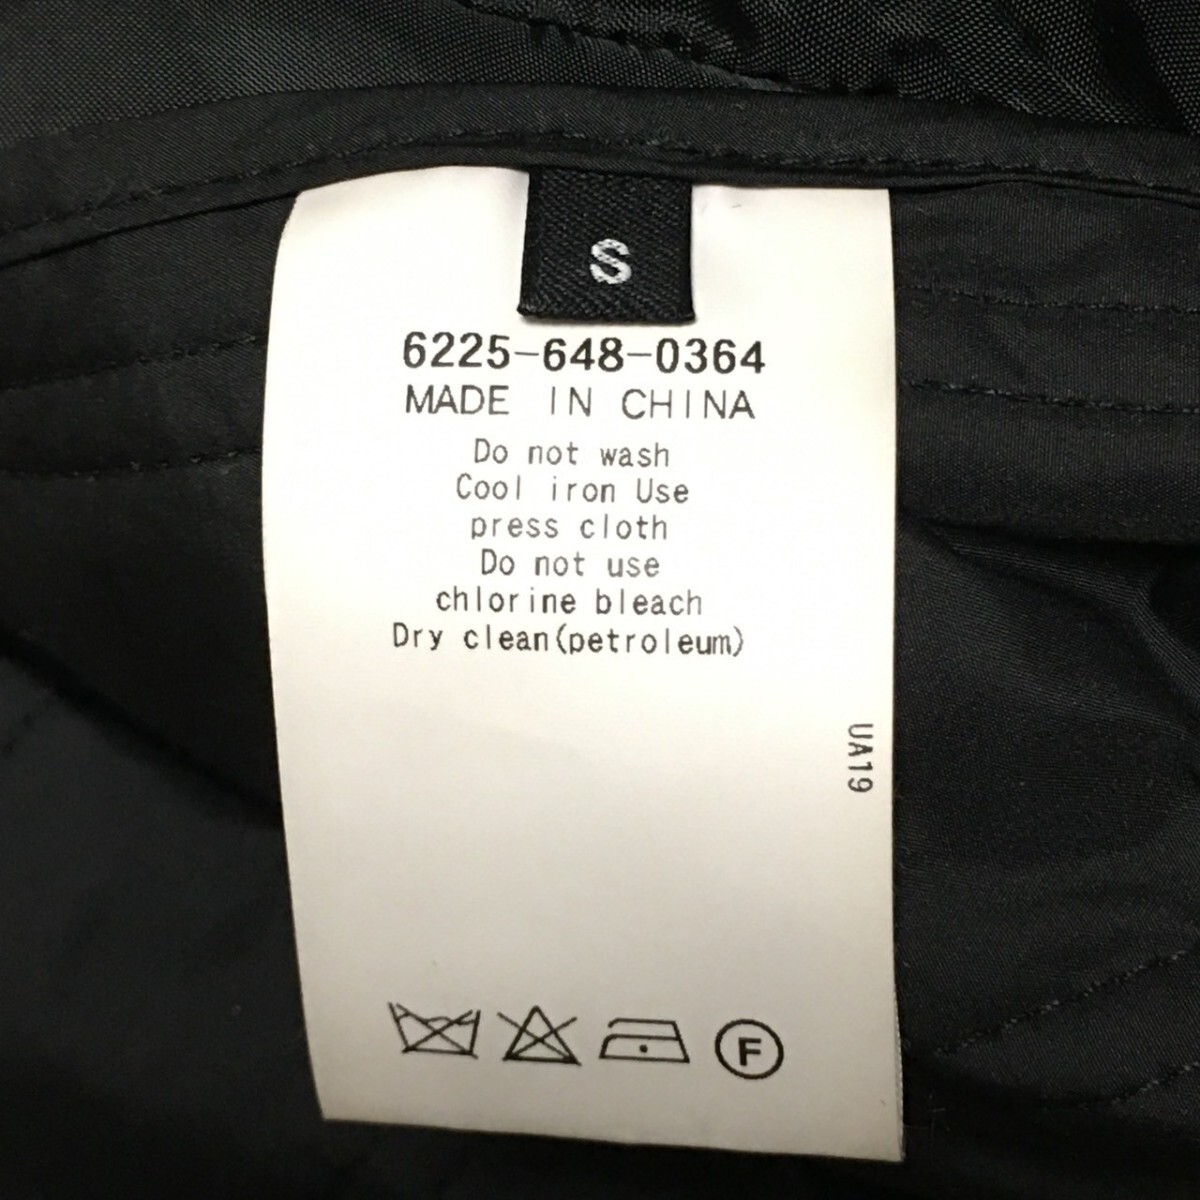 S
6225-648-0364
MADE IN CHINA
Do not wash
Cool iron Use
press cloth
Do not use
chlorine bleach
Dry clean(petroleum)
UA19
F